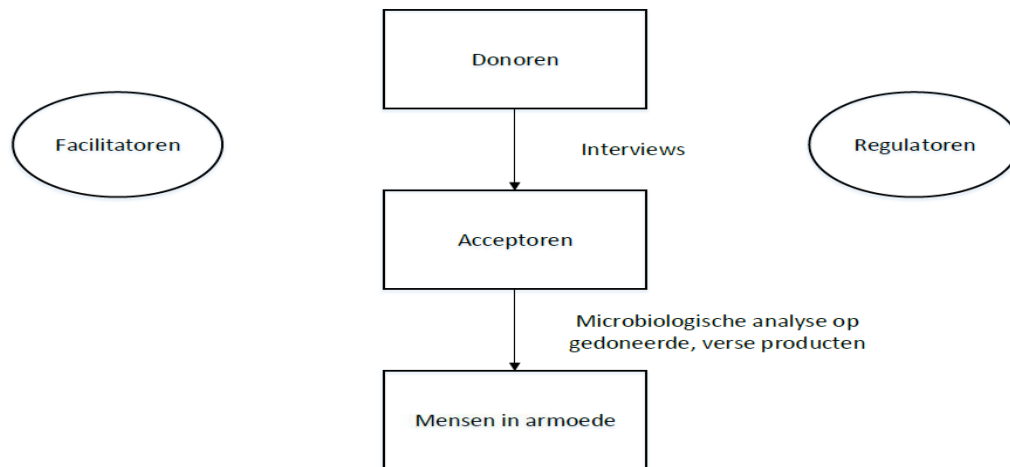 Donoren
Facilitatoren
Regulatoren
Interviews
Acceptoren
Microbiologische analyse op
gedoneerde, verse producten
Mensen in armoede